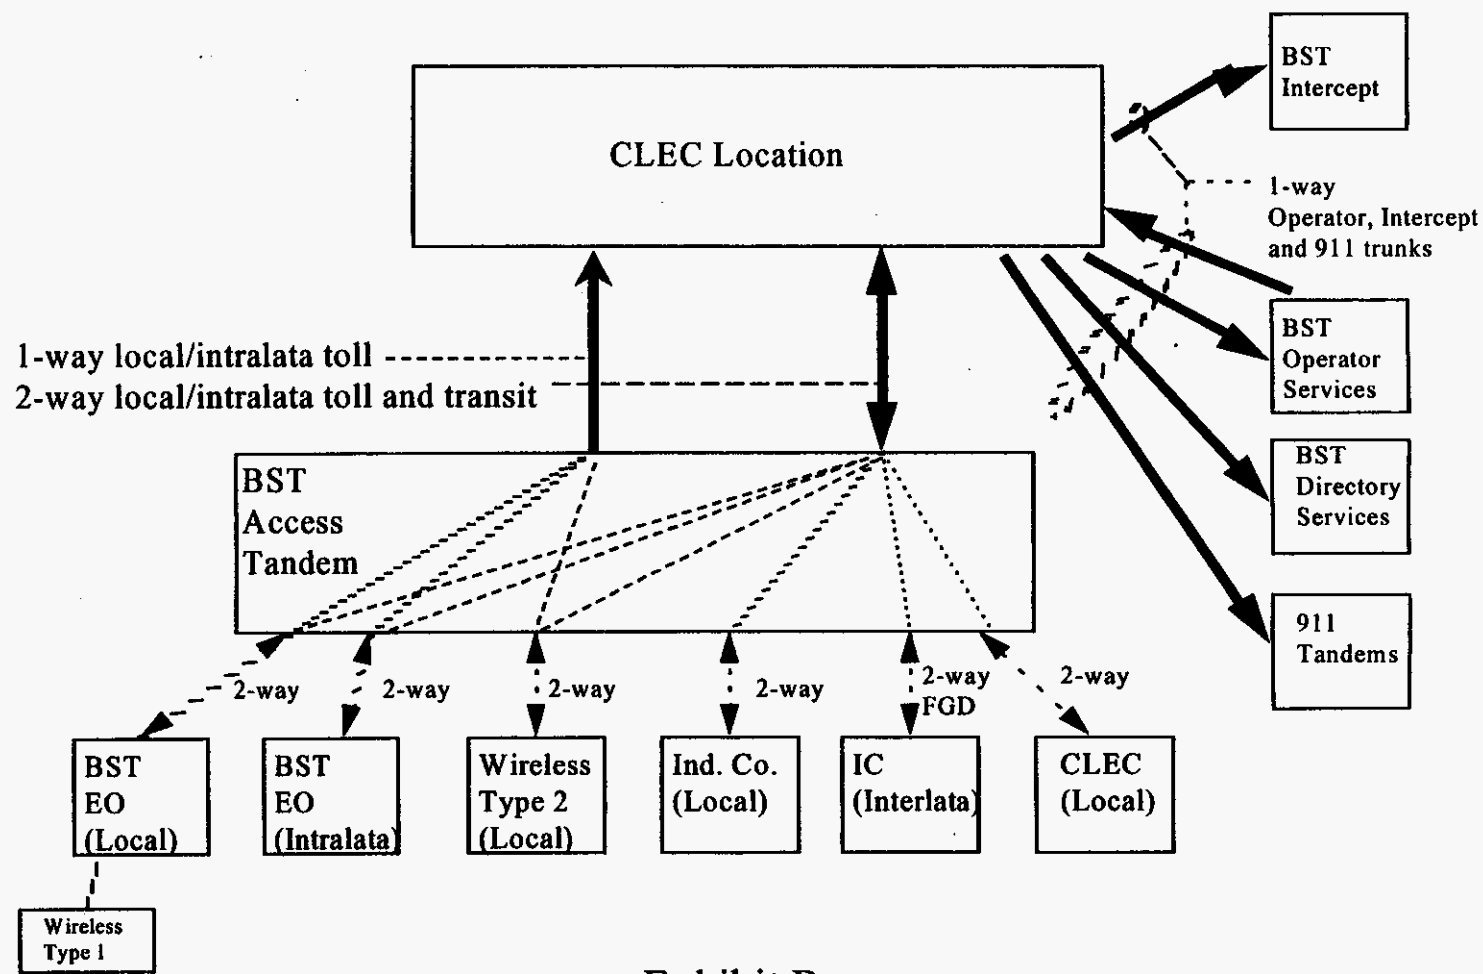 BST
Intercept
CLEC Location
1-way
Operator, Intercept
and 911 trunks
BST
Operator
Services
1-way local/intralata toll
2-way local/intralata toll and transit
BST
Directory
Services
BST
Access
Tandem
911
Tandems
2-way
2-way
2-way
2-way
2-way
FGD
2-way
BST
EO
(Local)
BST
EO
(Intralata)
Wireless
Type 2
(Local)
Ind. Co.
(Local)
IC
(Interlata)
CLEC
(Local)
Wireless
Type 1